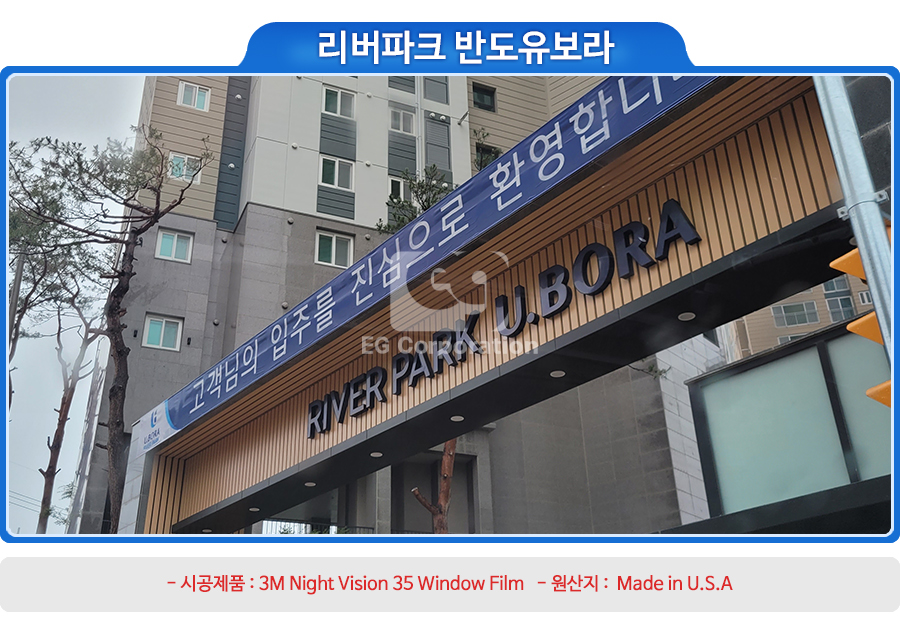 리버파크 반도유보라
고객님의 입주를 진심으로 환영합니다
U.BORA
RIVER PARK U.BORA
EG Corporation
- 시공제품 : 3M Night Vision 35 Window Film - 원산지 : Made in U.S.A